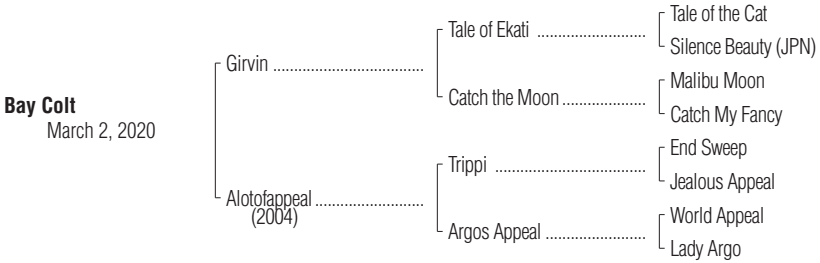 Tale of the Cat
Tale of Ekati ..........................
Silence Beauty (JPN)
Girvin ....................................
Malibu Moon
Catch the Moon....................
Catch My Fancy
Bay Colt
March 2, 2020
End Sweep
Trippi ....................................
Jealous Appeal
Alotofappeal..........................
(2004)
World Appeal
Argos Appeal ........................
Lady Argo